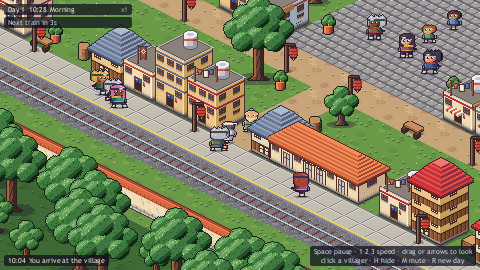 Day 1 · 10:28 Morning x1
Next train in 3s
10:04 You arrive at the village
Space pause · 1 2 3 speed · drag or arrows to look
click a villager · H hide · M mute · R new day